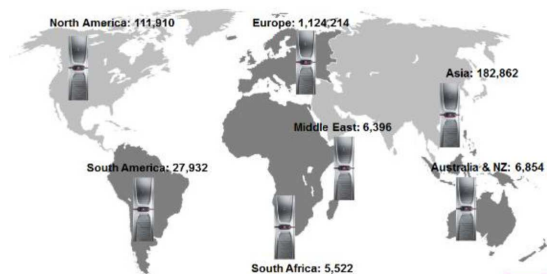 North America: 111,910
Europe: 1,124,214
Asia: 182,862
Middle East: 6,396
South America: 27,932
Australia & NZ: 6,854
South Africa: 5,522